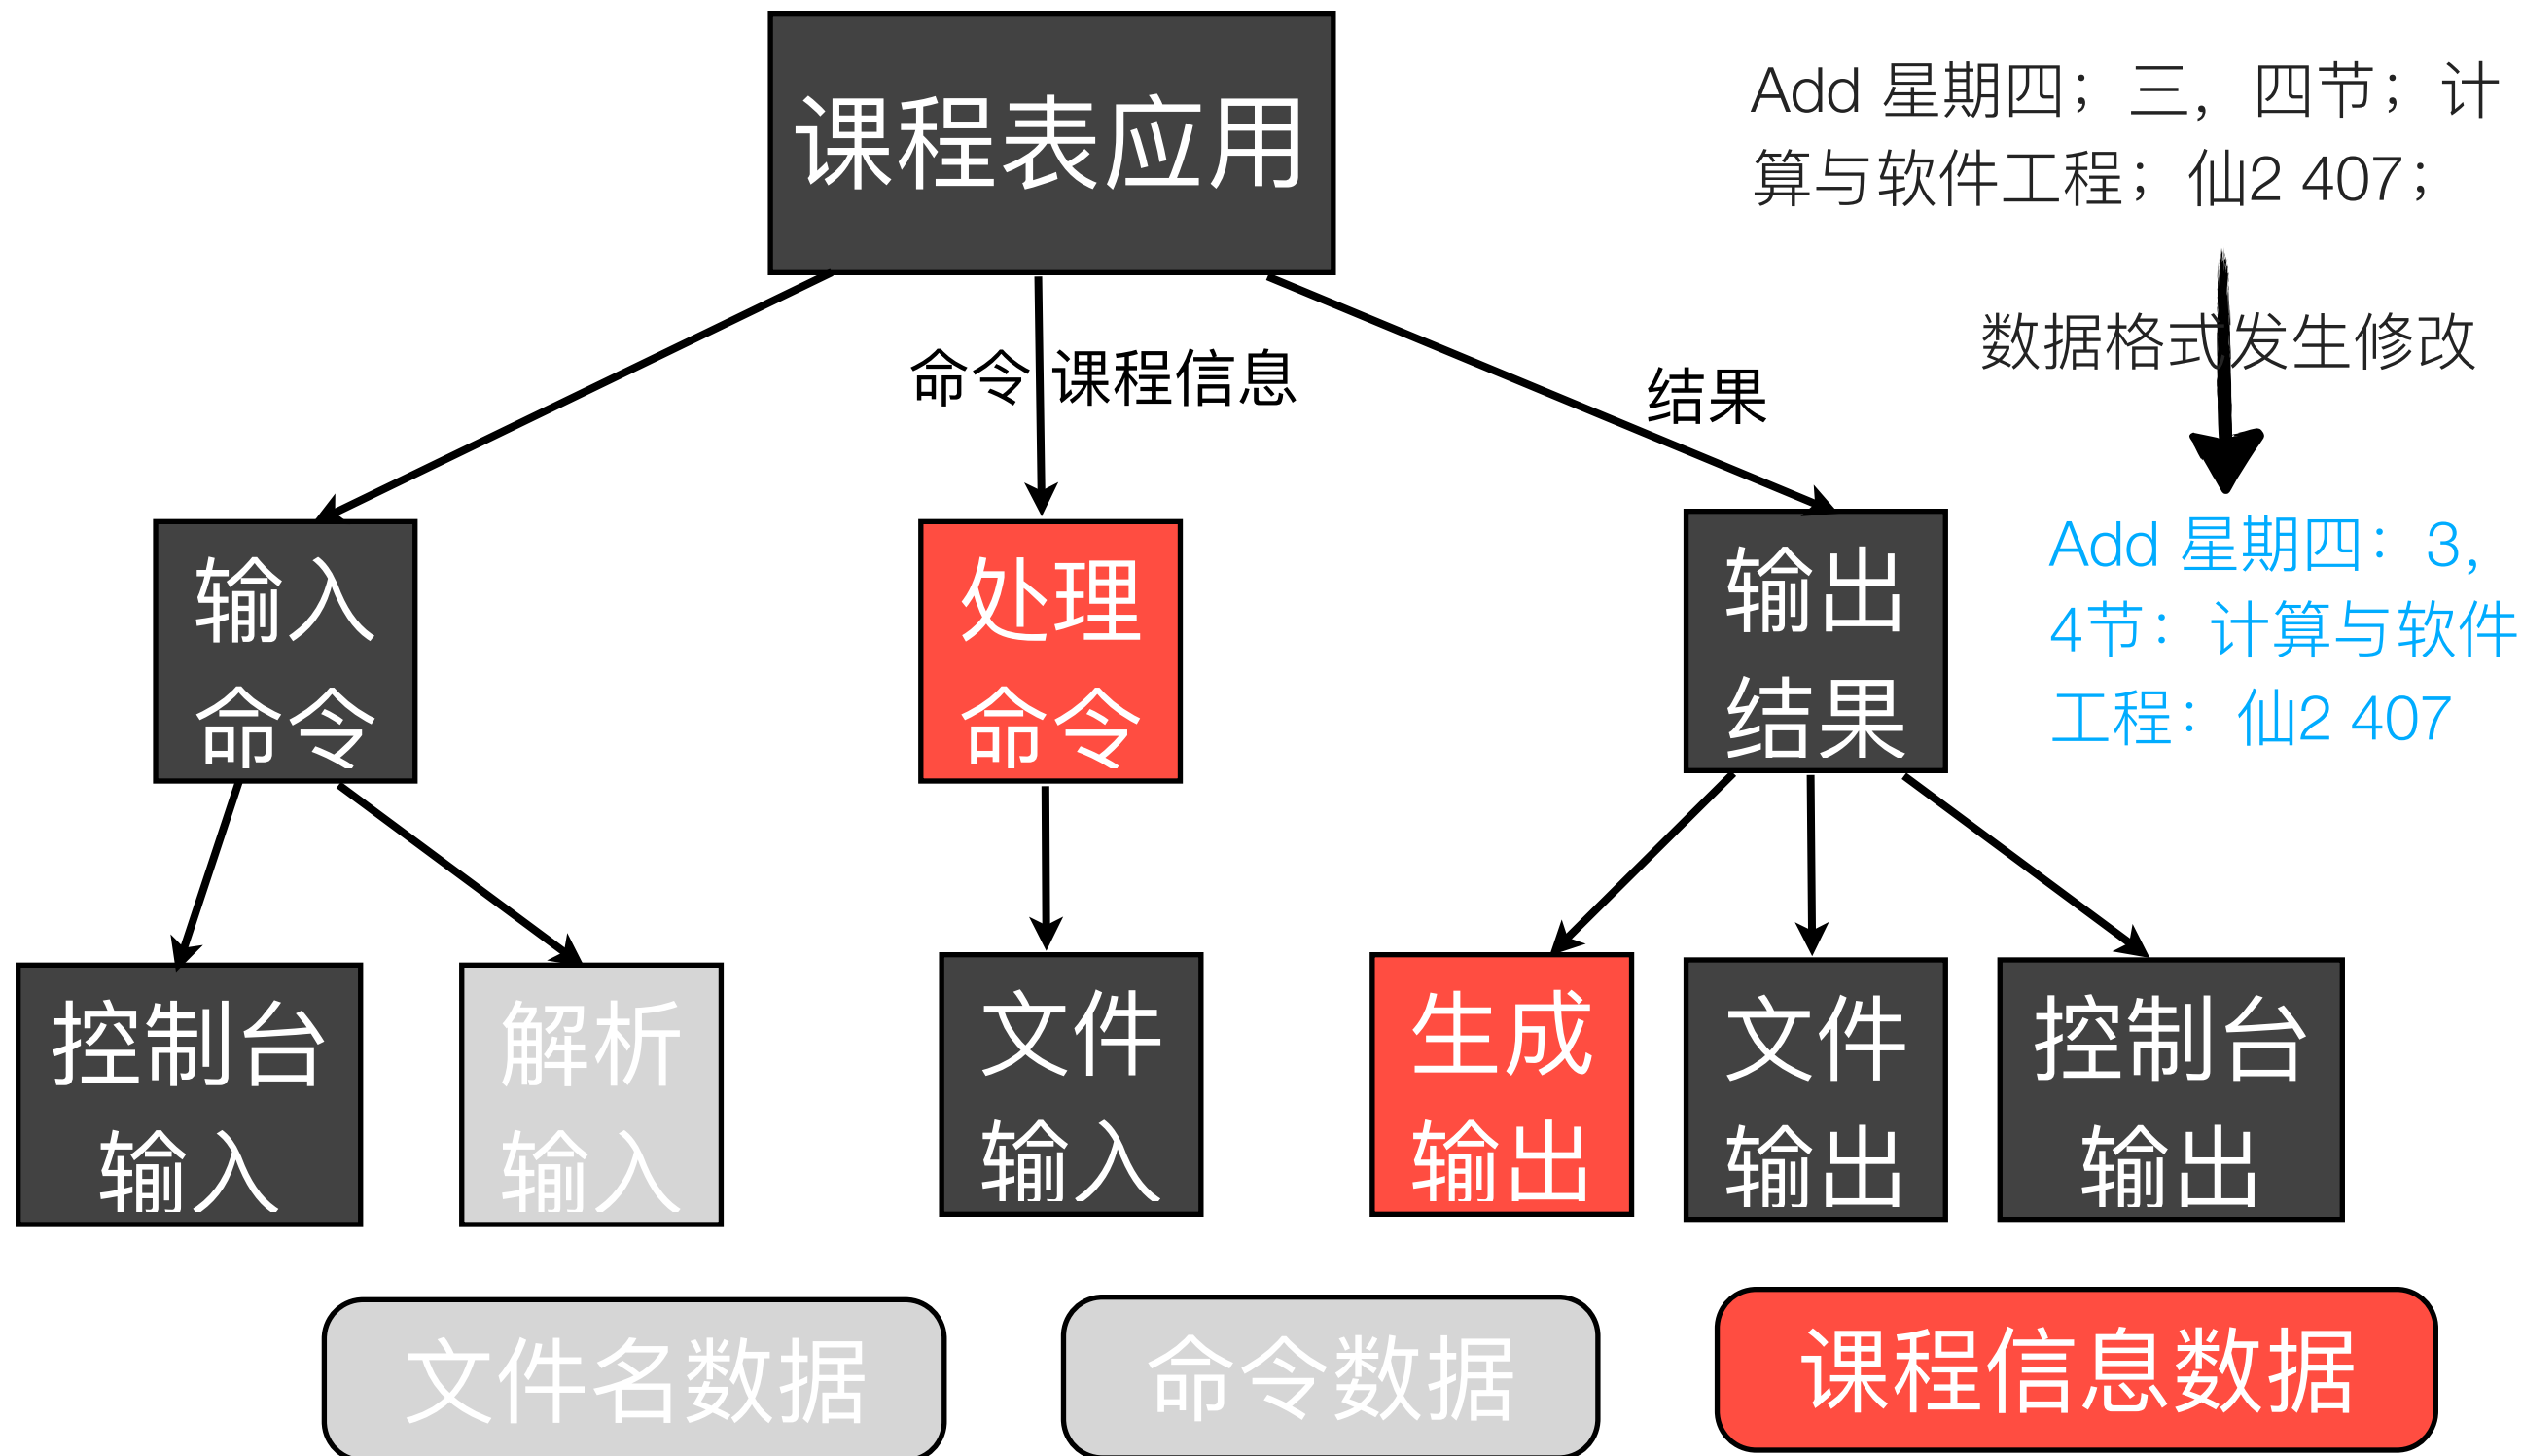 课程表应用
Add 星期四；三，四节；计
算与软件工程；仙2 407；
数据格式发生修改
命令 课程信息
结果
Add 星期四：3，
4节：计算与软件
工程：仙2 407
输入
命令
处理
命令
输出
结果
控制台
输入
解析
输入
文件
输入
生成
输出
文件
输出
控制台
输出
文件名数据
命令数据
课程信息数据